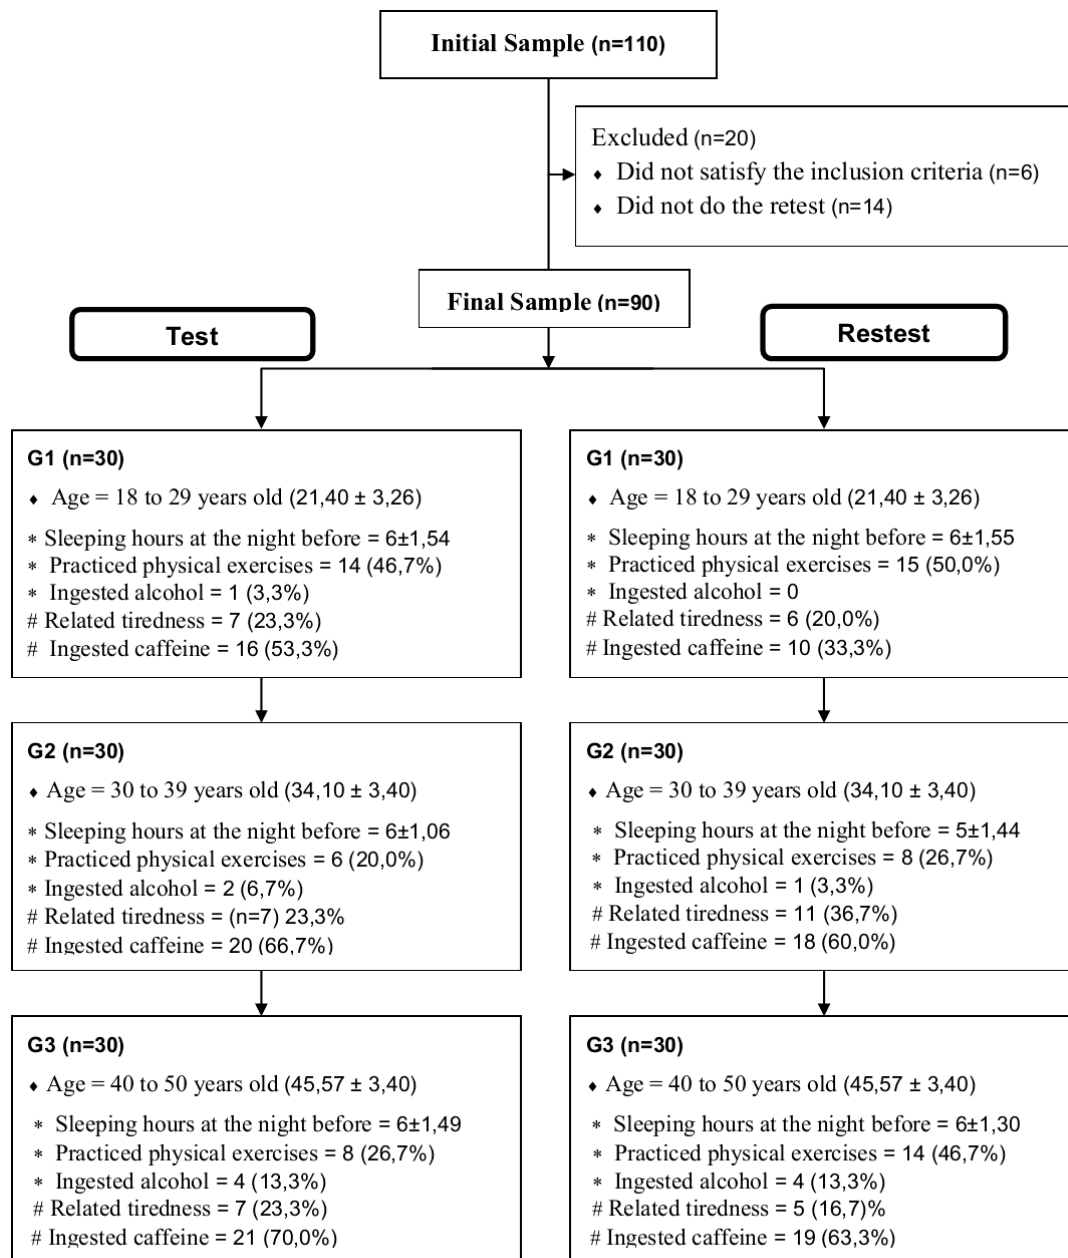 Initial Sample (n=110)
Excluded (n=20)
♦ Did not satisfy the inclusion criteria (n=6)
♦ Did not do the retest (n=14)
Final Sample (n=90)
Test
Restest
G1 (n=30)
♦ Age = 18 to 29 years old (21,40 ± 3,26)
* Sleeping hours at the night before = 6±1,54
* Practiced physical exercises = 14 (46,7%)
* Ingested alcohol = 1 (3,3%)
# Related tiredness = 7 (23,3%)
# Ingested caffeine = 16 (53,3%)
G1 (n=30)
♦ Age = 18 to 29 years old (21,40 ± 3,26)
* Sleeping hours at the night before = 6±1,55
* Practiced physical exercises = 15 (50,0%)
* Ingested alcohol = 0
# Related tiredness = 6 (20,0%)
# Ingested caffeine = 10 (33,3%)
G2 (n=30)
♦ Age = 30 to 39 years old (34,10 ± 3,40)
* Sleeping hours at the night before = 6±1,06
* Practiced physical exercises = 6 (20,0%)
* Ingested alcohol = 2 (6,7%)
# Related tiredness = (n=7) 23,3%
# Ingested caffeine = 20 (66,7%)
G2 (n=30)
♦ Age = 30 to 39 years old (34,10 ± 3,40)
* Sleeping hours at the night before = 5±1,44
* Practiced physical exercises = 8 (26,7%)
* Ingested alcohol = 1 (3,3%)
# Related tiredness = 11 (36,7%)
# Ingested caffeine = 18 (60,0%)
G3 (n=30)
♦ Age = 40 to 50 years old (45,57 ± 3,40)
* Sleeping hours at the night before = 6±1,49
* Practiced physical exercises = 8 (26,7%)
* Ingested alcohol = 4 (13,3%)
# Related tiredness = 7 (23,3%)
# Ingested caffeine = 21 (70,0%)
G3 (n=30)
♦ Age = 40 to 50 years old (45,57 ± 3,40)
* Sleeping hours at the night before = 6±1,30
* Practiced physical exercises = 14 (46,7%)
* Ingested alcohol = 4 (13,3%)
# Related tiredness = 5 (16,7)%
# Ingested caffeine = 19 (63,3%)